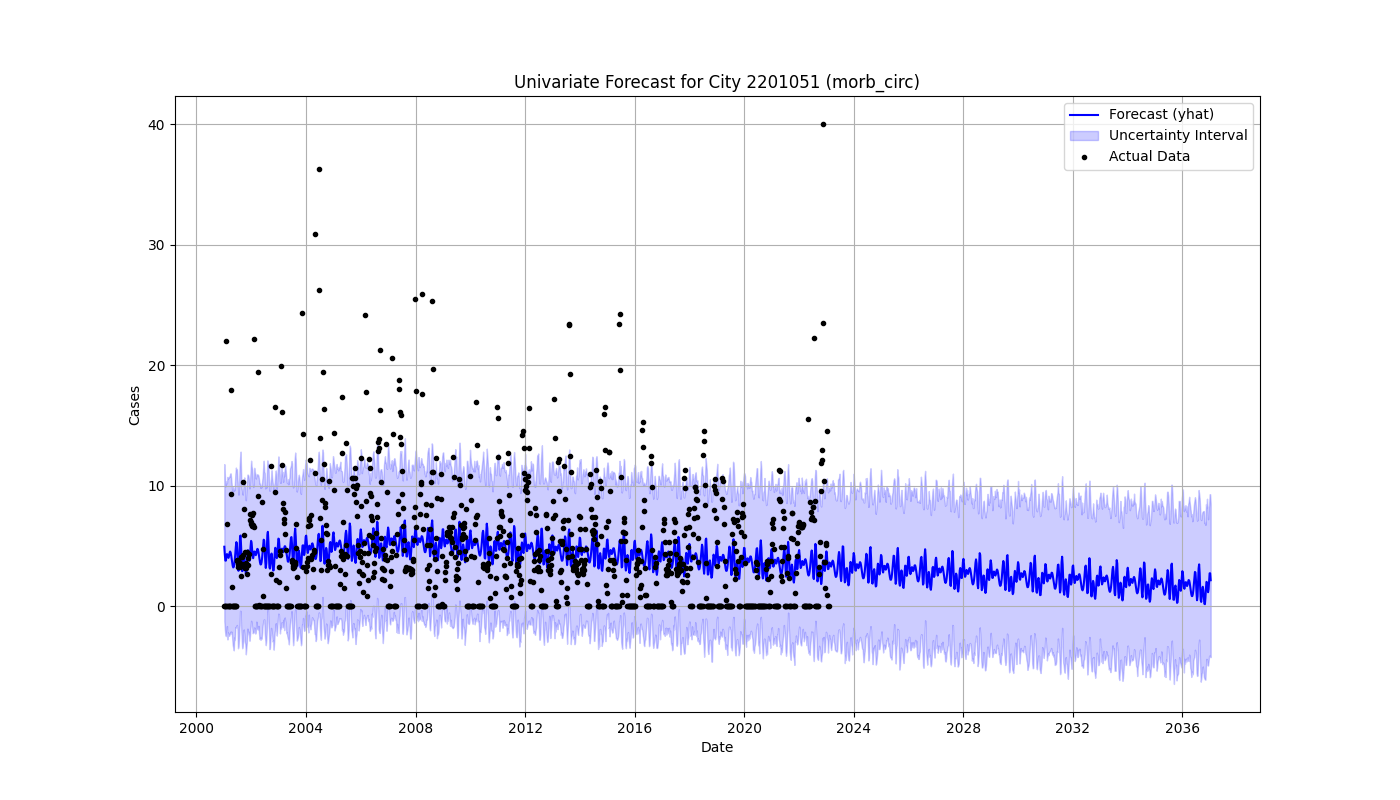 Univariate Forecast for City 2201051 (morb_circ)
Forecast (yhat)
Uncertainty Interval
Actual Data
Cases
40
30
20
10
0
2000 2004 2008 2012 2016 2020 2024 2028 2032 2036
Date